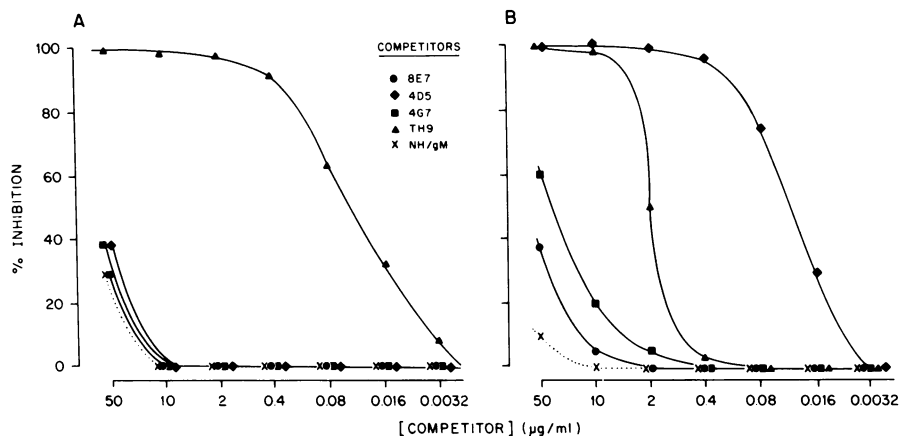 A
B
COMPETITORS
8E7
4D5
4G7
TH9
NH/gM
% INHIBITION
100
80
60
40
20
0
50 10 2 0.4 0.08 0.016 0.0032
50 10 2 0.4 0.08 0.016 0.0032
[COMPETITOR] (µg/ml)